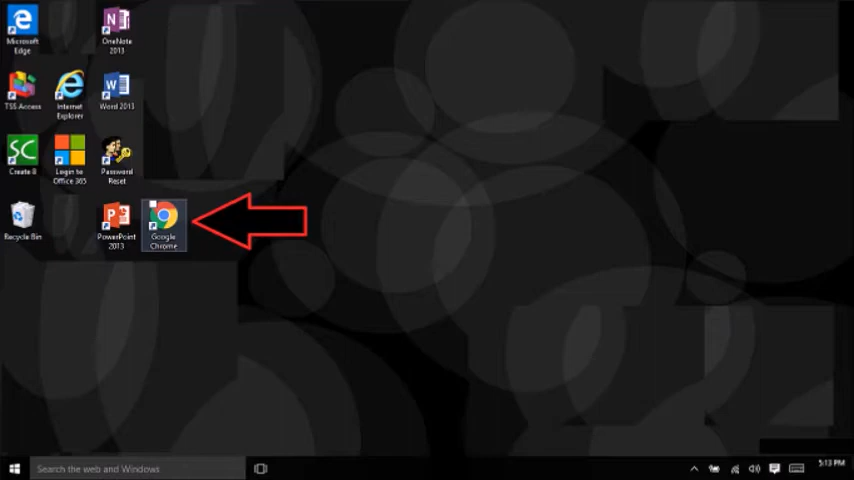 Microsoft
Edge
OneNote
2013
TSS Access
Internet
Explorer
Word 2013
Create !!
Login to
Office 365
Password
Reset
Recycle Bin
PowerPoint
2013
Google
Chrome
Search the web and Windows
5:13 PM